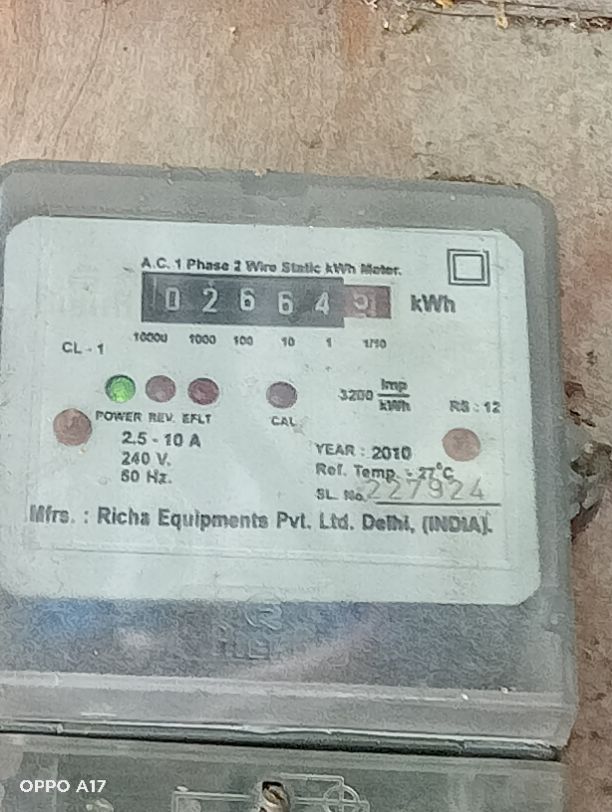 A.C. 1 Phase 2 Wire Static kWh Meter.
0 2 6 6 4 kWh
10000 1000 100 10 1 1/10
CL - 1
3200 Imp/kWh
RS : 12
POWER REV. EFLT CAL
2.5 - 10 A
240 V.
50 Hz.
YEAR : 2010
Ref. Temp. - 27°C
SL. No. 227924
Mfrs. : Richa Equipments Pvt. Ltd. Delhi, (INDIA).
OPPO A17